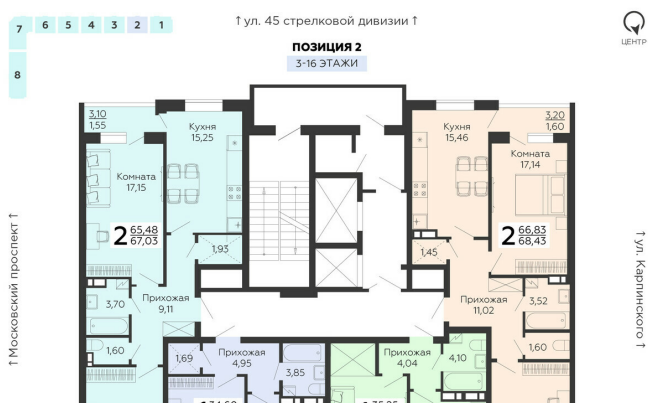 ↑ ул. 45 стрелковой дивизии ↑
7 6 5 4 3 2 1
8
ПОЗИЦИЯ 2
3-16 ЭТАЖИ
ЦЕНТР
↑ Московский проспект ↑
↑ ул. Карпинского ↑
3,10
1,55
Кухня
15,25
Комната
17,15
2 65,48
67,03
1,93
3,70
Прихожая
9,11
1,60
Кухня
15,46
3,20
1,60
Комната
17,14
2 66,83
68,43
1,45
Прихожая
11,02
3,52
1,60
1,69
Прихожая
4,95
3,85
Прихожая
4,04
4,10